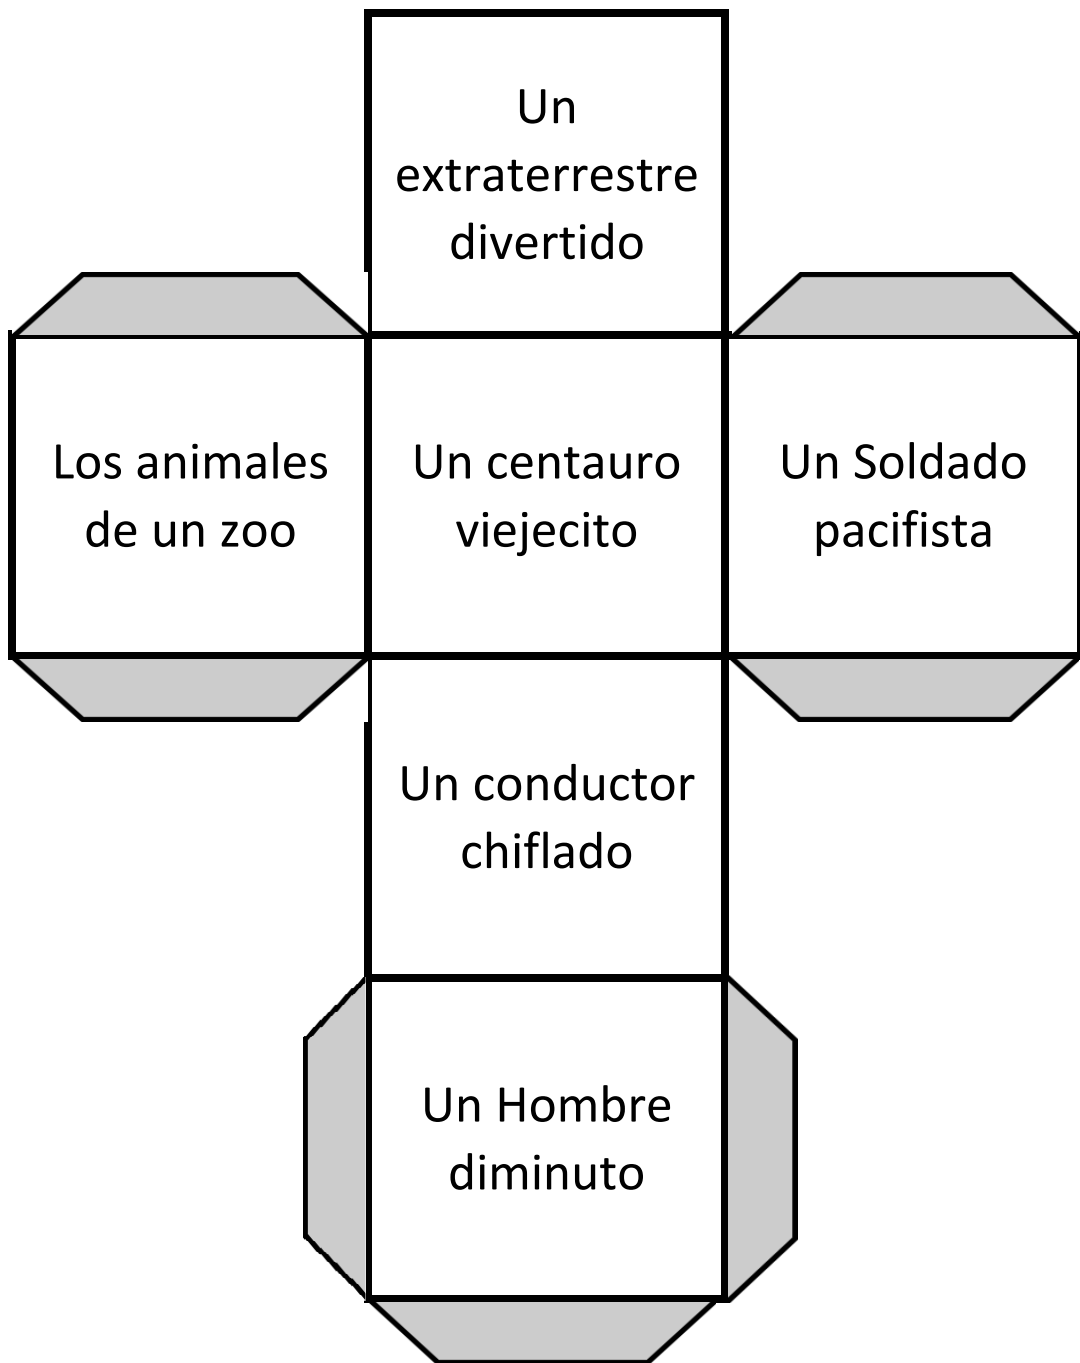 Un
extraterrestre
divertido
Los animales
de un zoo
Un centauro
viejecito
Un Soldado
pacifista
Un conductor
chiflado
Un Hombre
diminuto